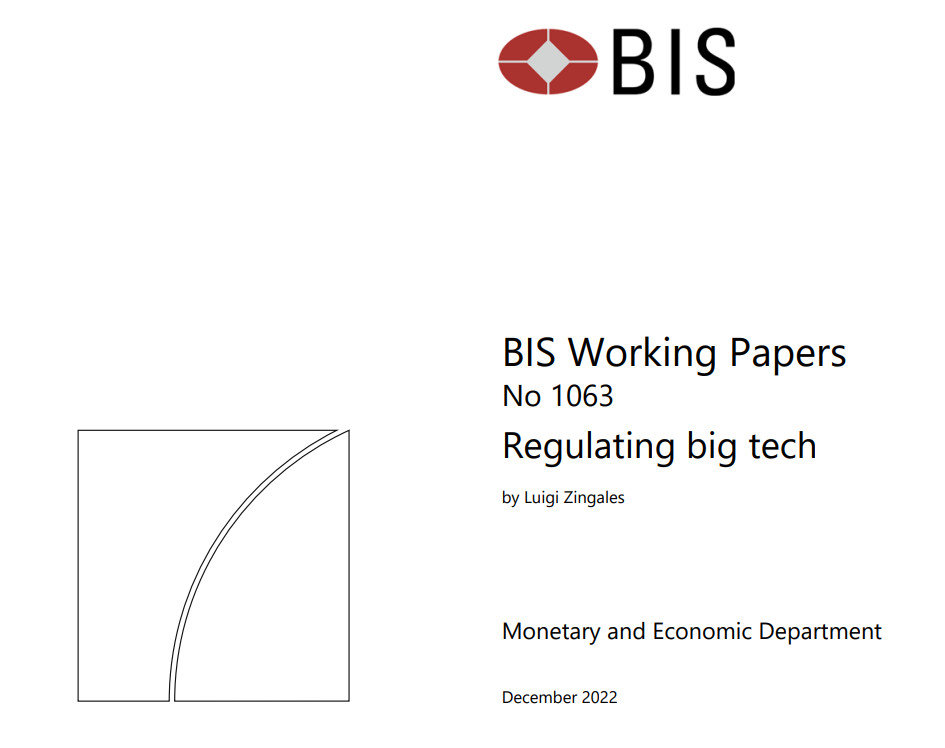 BIS
BIS Working Papers
No 1063
Regulating big tech
by Luigi Zingales
Monetary and Economic Department
December 2022